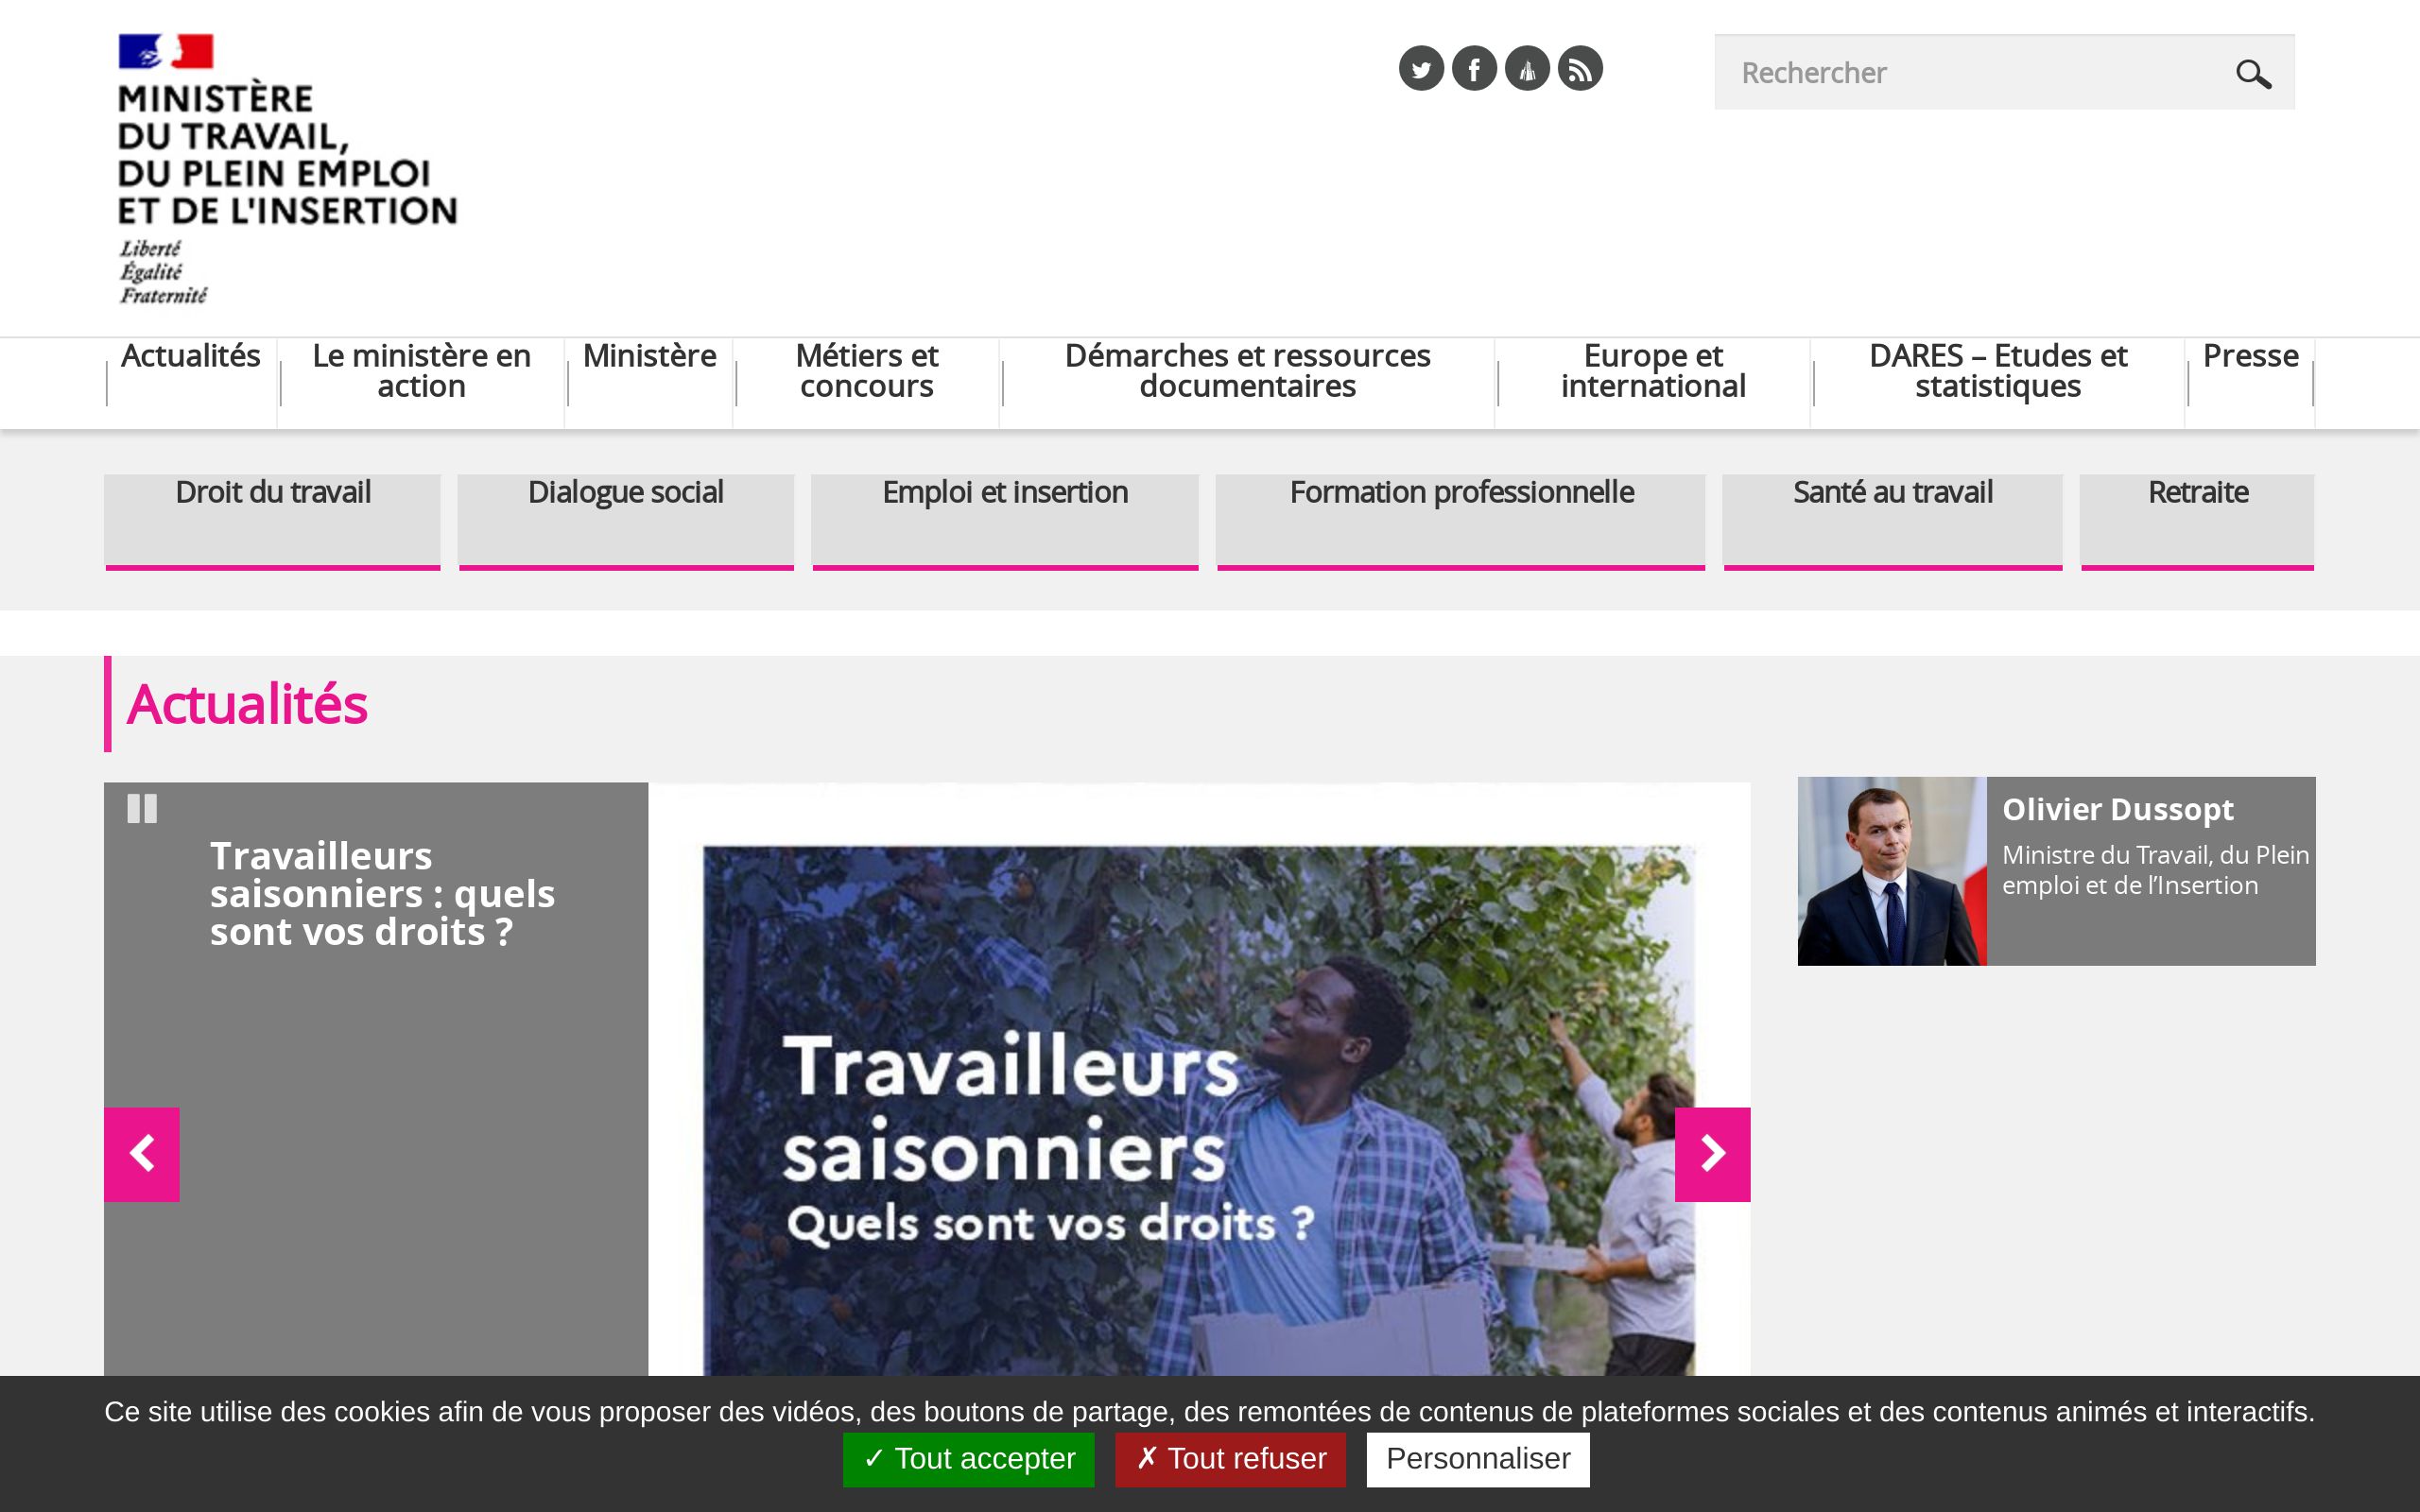 MINISTÈRE
DU TRAVAIL,
DU PLEIN EMPLOI
ET DE L'INSERTION
Liberté
Égalité
Fraternité
Rechercher
Actualités
Le ministère en
action
Ministère
Métiers et
concours
Démarches et ressources
documentaires
Europe et
international
DARES – Etudes et
statistiques
Presse
Droit du travail
Dialogue social
Emploi et insertion
Formation professionnelle
Santé au travail
Retraite
Actualités
Travailleurs
saisonniers : quels
sont vos droits ?
Travailleurs
saisonniers
Quels sont vos droits ?
Olivier Dussopt
Ministre du Travail, du Plein
emploi et de l’Insertion
Ce site utilise des cookies afin de vous proposer des vidéos, des boutons de partage, des remontées de contenus de plateformes sociales et des contenus animés et interactifs.
✓ Tout accepter
✗ Tout refuser
Personnaliser